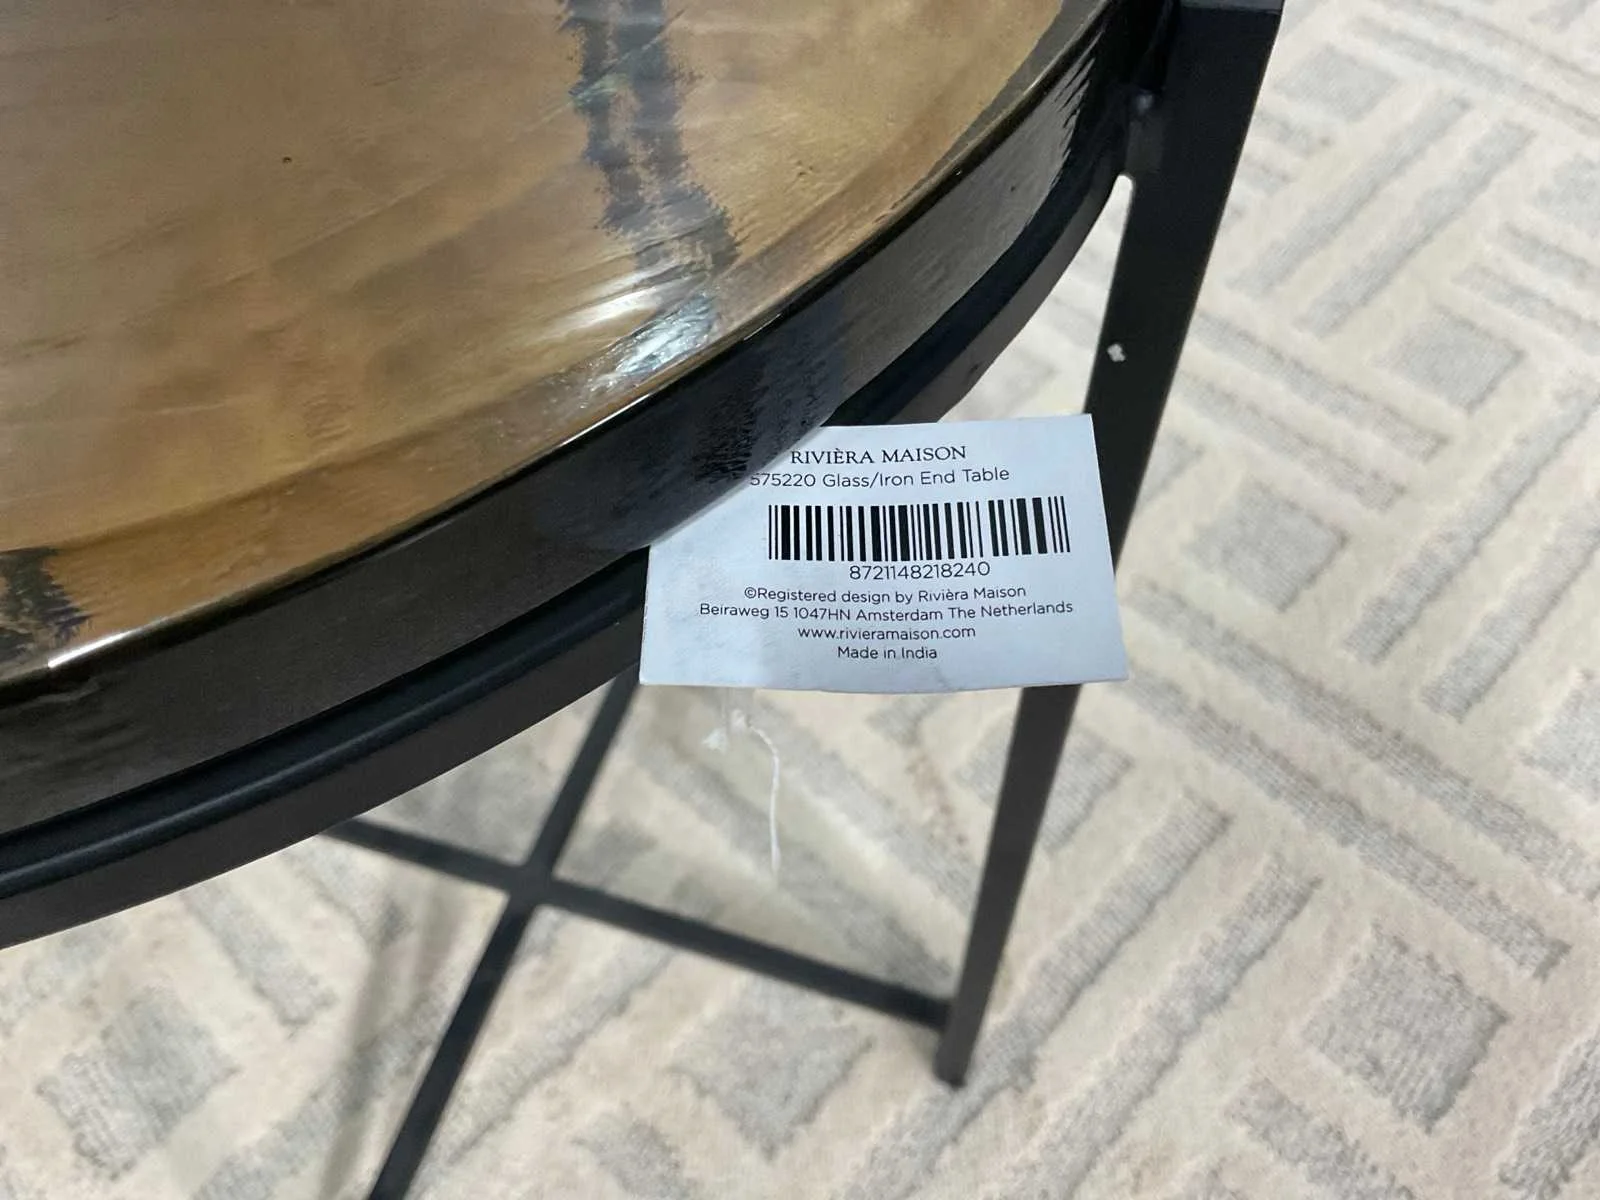 RIVIÈRA MAISON
575220 Glass/Iron End Table
8721148218240
©Registered design by Rivièra Maison
Beiraweg 15 1047HN Amsterdam The Netherlands
www.rivieramaison.com
Made in India